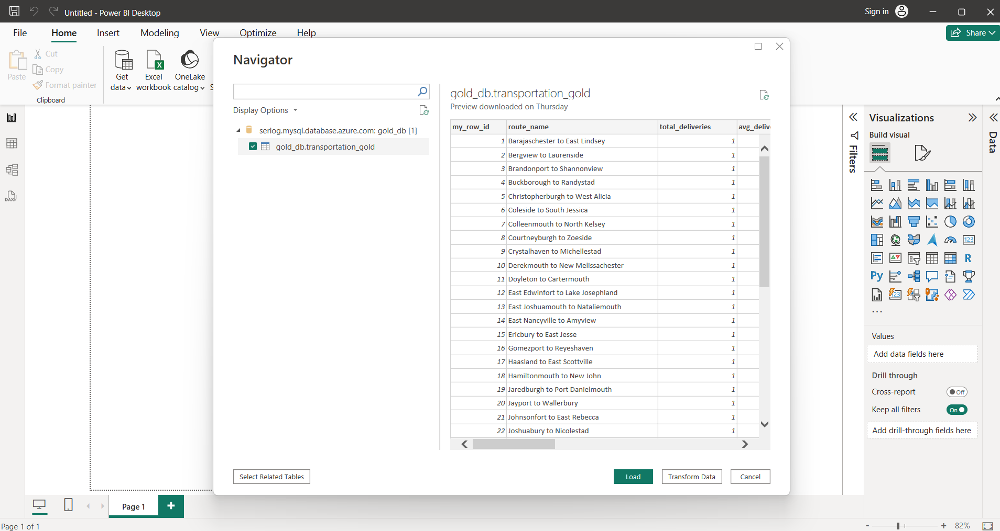 Untitled - Power BI Desktop
Sign in
File Home Insert Modeling View Optimize Help
Share
Paste
Cut
Copy
Format painter
Clipboard
Get data
Excel workbook
OneLake catalog
S
Navigator
Display Options
serlog.mysql.database.azure.com: gold_db [1]
gold_db.transportation_gold
gold_db.transportation_gold
Preview downloaded on Thursday
my_row_id route_name total_deliveries avg_delive
1 Barajaschester to East Lindsey 1
2 Bergview to Laurenside 1
3 Brandonport to Shannonview 1
4 Buckborough to Randystad 1
5 Christopherburgh to West Alicia 1
6 Coleside to South Jessica 1
7 Colleenmouth to North Kelsey 1
8 Courtneyburgh to Zoeside 1
9 Crystalhaven to Michellestad 1
10 Derekmouth to New Melissachester 1
11 Doyleton to Cartermouth 1
12 East Edwinfort to Lake Josephland 1
13 East Joshuamouth to Nataliemouth 1
14 East Nancyville to Amyview 1
15 Ericbury to East Jesse 1
16 Gomezport to Reyeshaven 1
17 Haasland to East Scottville 1
18 Hamiltonmouth to New John 1
19 Jaredburgh to Port Danielmouth 1
20 Jayport to Wallerbury 1
21 Johnsonfort to East Rebecca 1
22 Joshuabury to Nicolestad 1
Select Related Tables
Load
Transform Data
Cancel
DAX
Filters
Visualizations
Build visual
123
R
Py
123
...
Values
Add data fields here
Drill through
Cross-report
Off
Keep all filters
On
Add drill-through fields here
Data
Page 1
+
Page 1 of 1
- + 82%